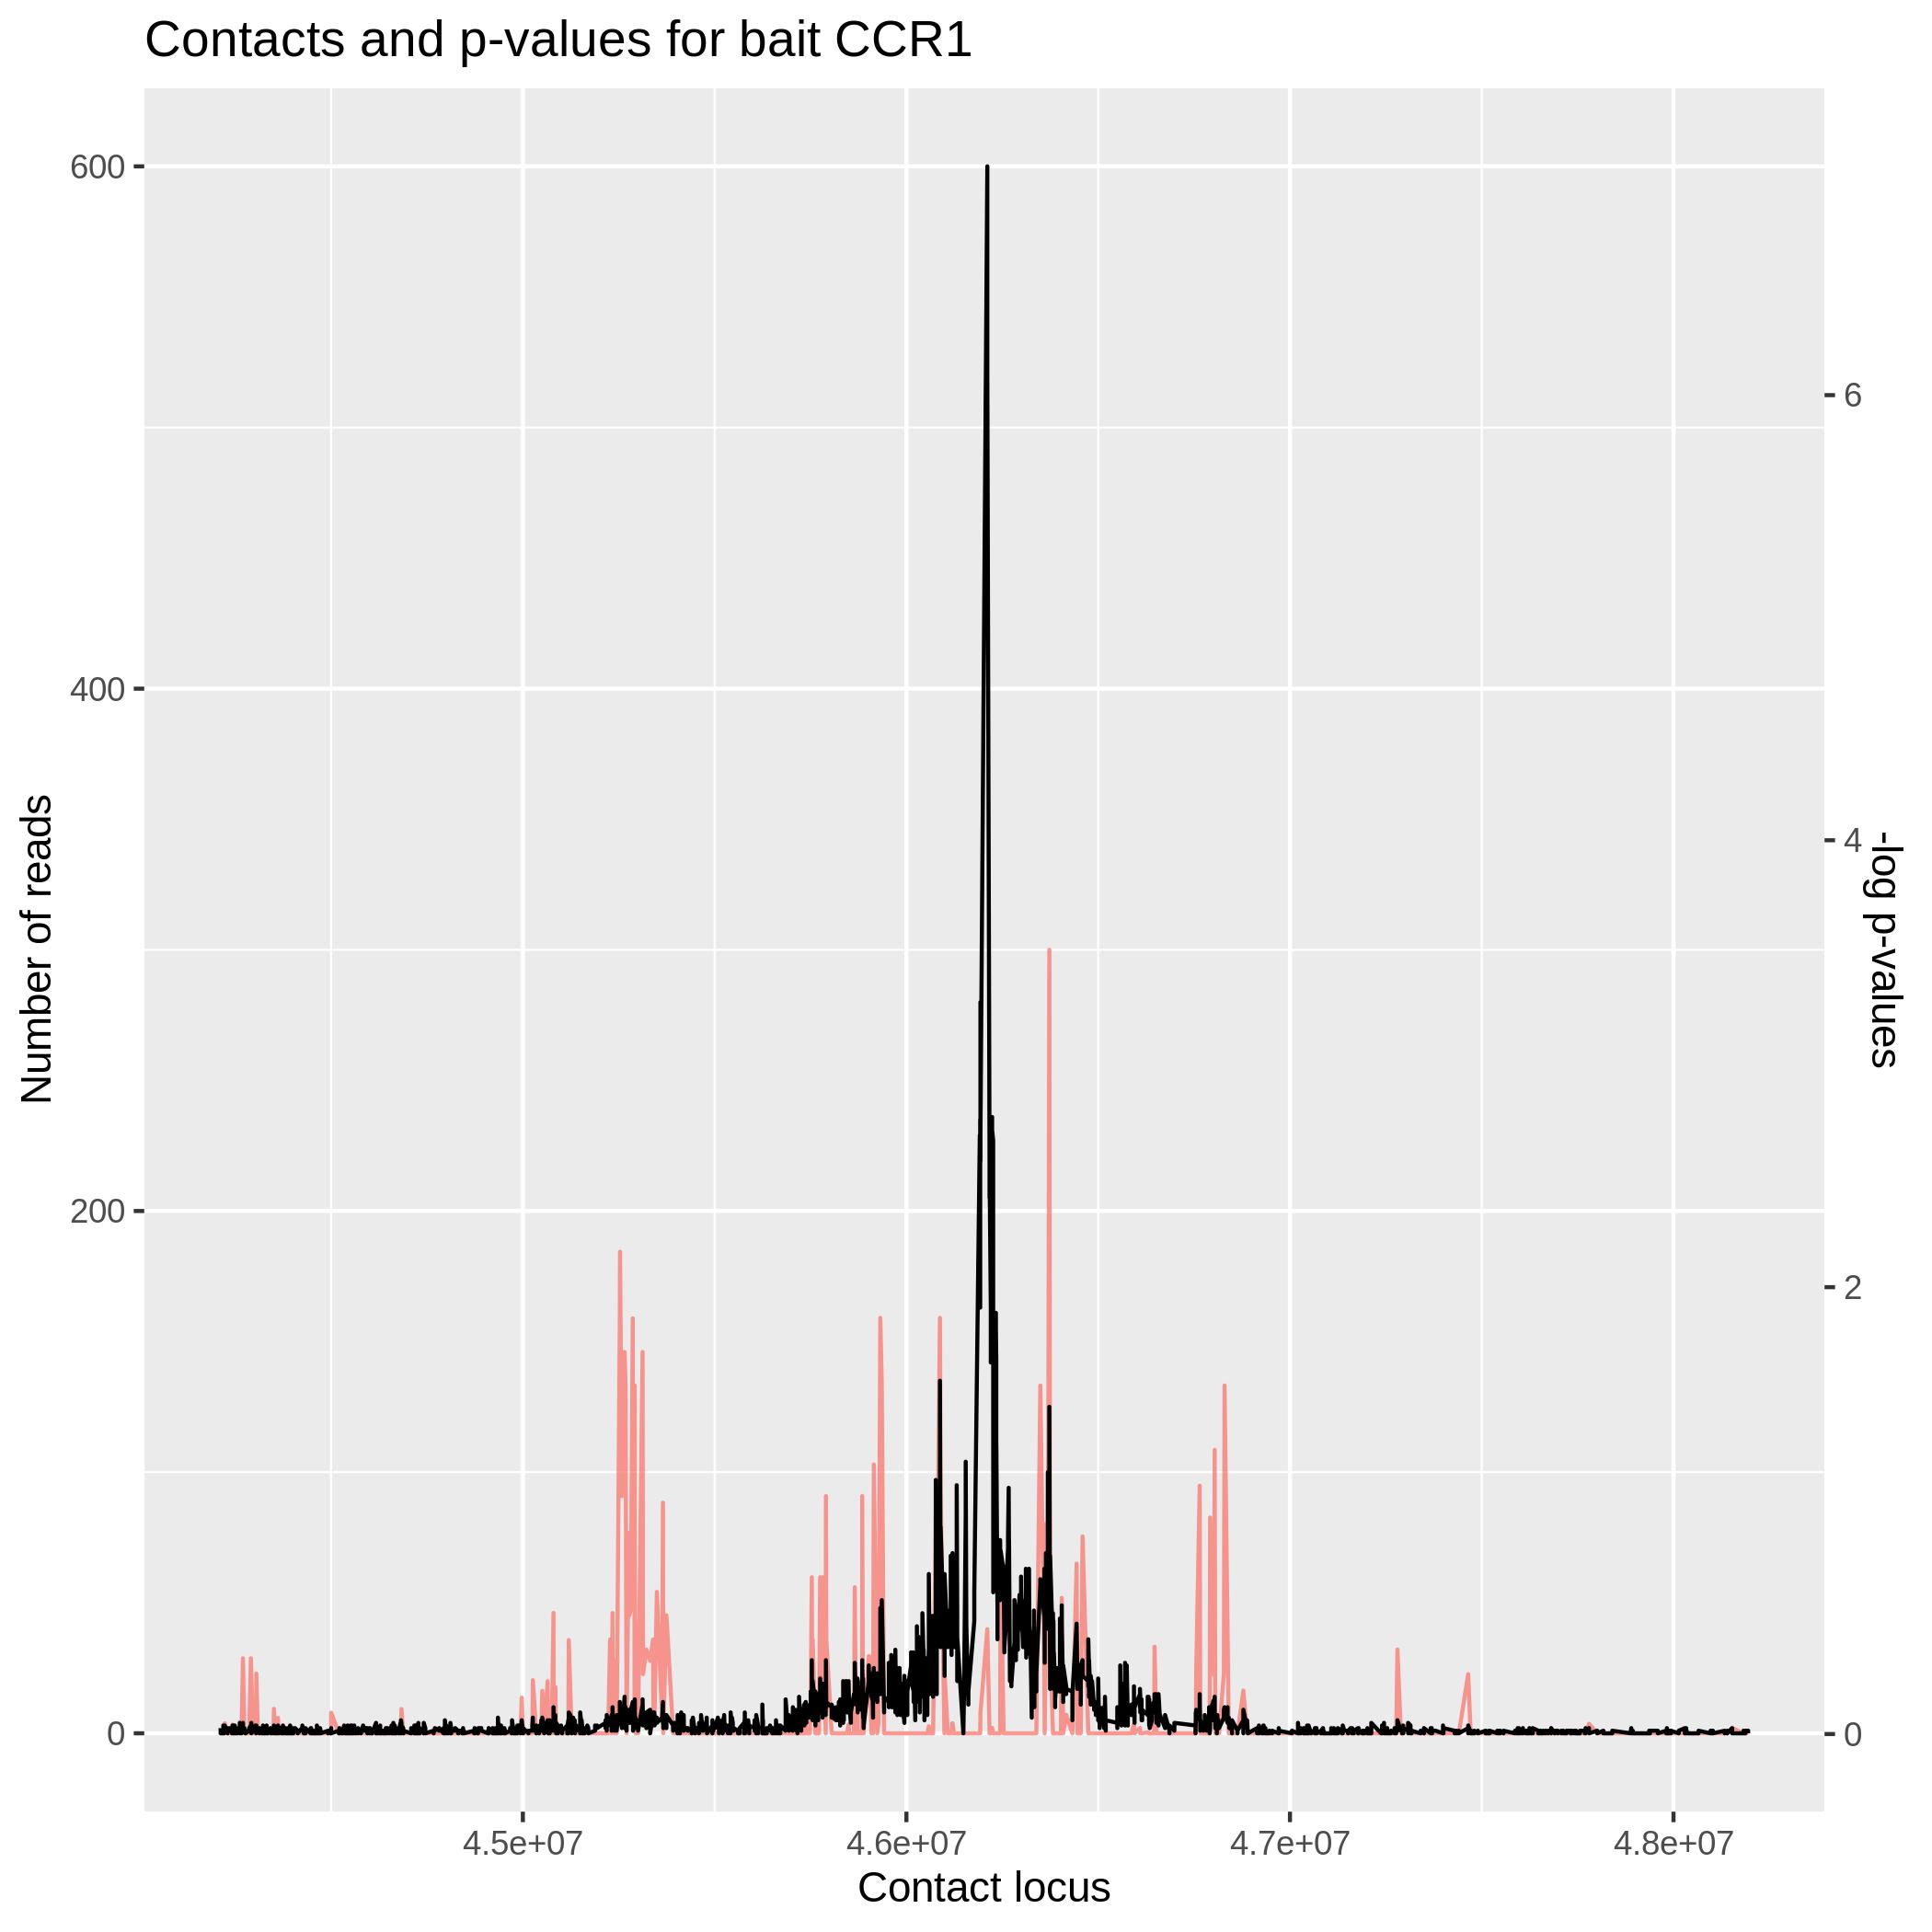 Contacts and p-values for bait CCR1
600
400
200
0
6
4
2
0
Number of reads
-log p-values
4.5e+07
4.6e+07
4.7e+07
4.8e+07
Contact locus